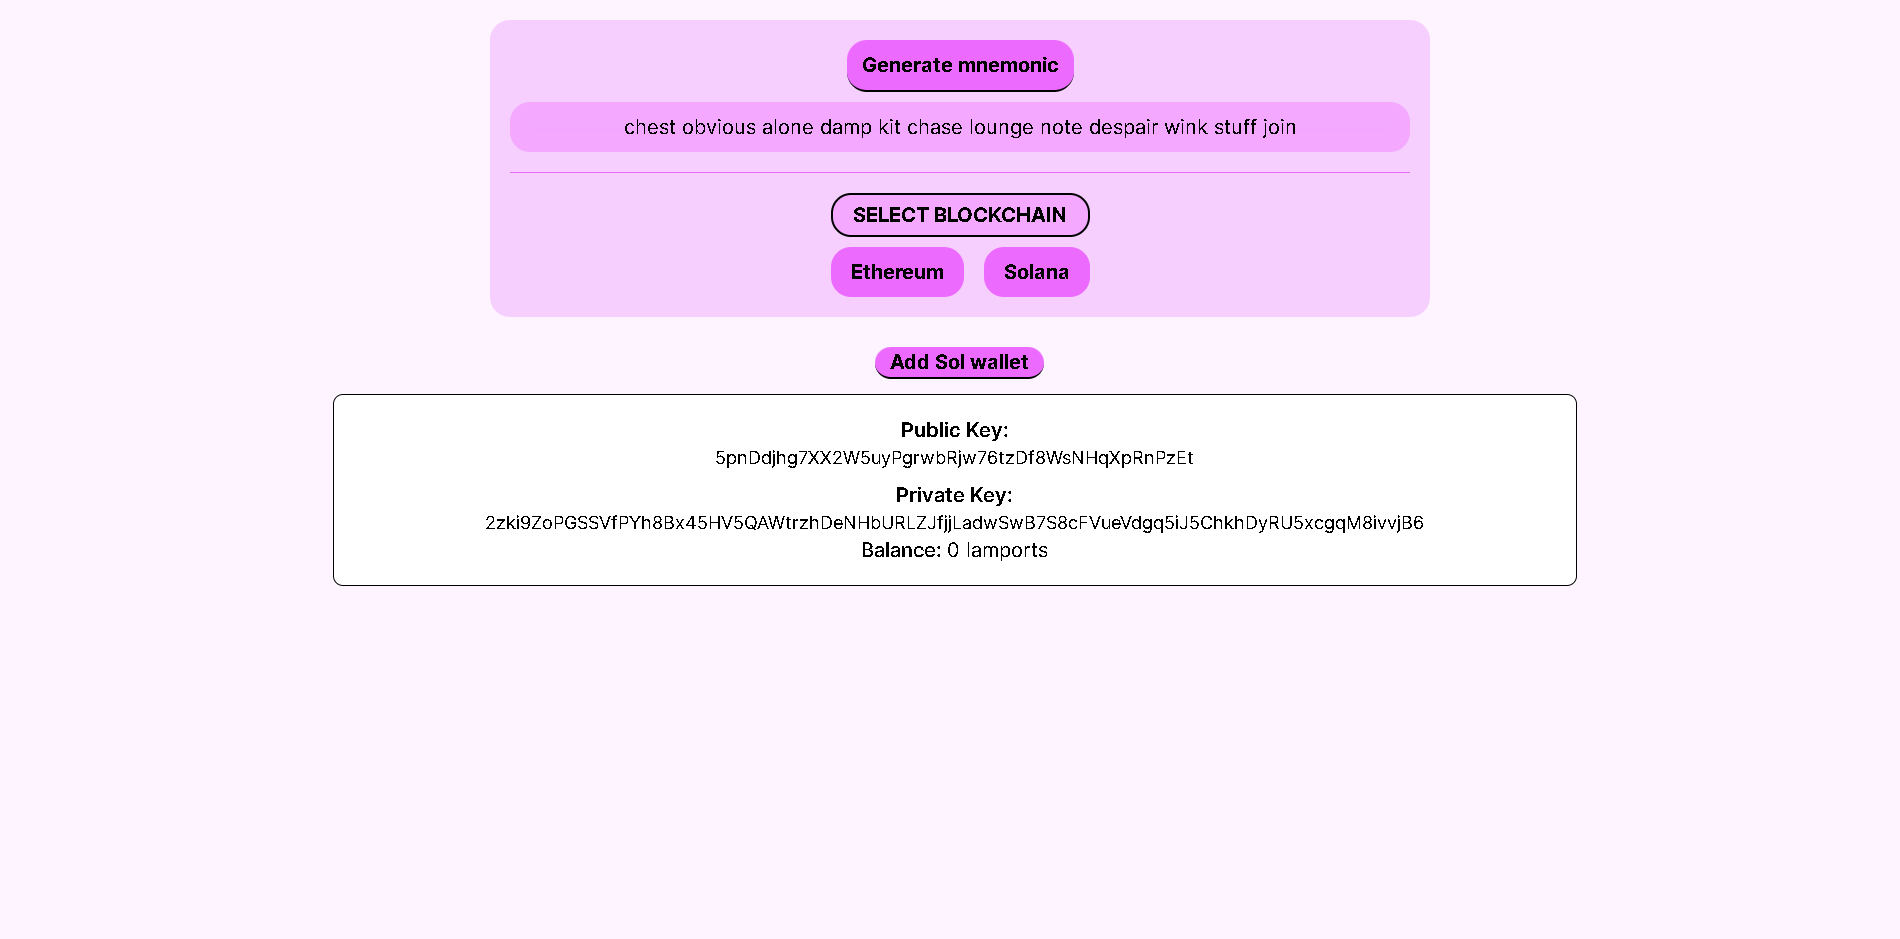 Generate mnemonic
chest obvious alone damp kit chase lounge note despair wink stuff join
SELECT BLOCKCHAIN
Ethereum Solana
Add Sol wallet
Public Key:
5pnDdjhg7XX2W5uyPgrwbRjw76tzDf8WsNHqXpRnPzEt
Private Key:
2zki9ZoPGSSVfPYh8Bx45HV5QAWtrzhDeNHbURLZJfjjLadwSwB7S8cFVueVdgq5iJ5ChkhDyRU5xcgqM8ivvjB6
Balance: 0 lamports